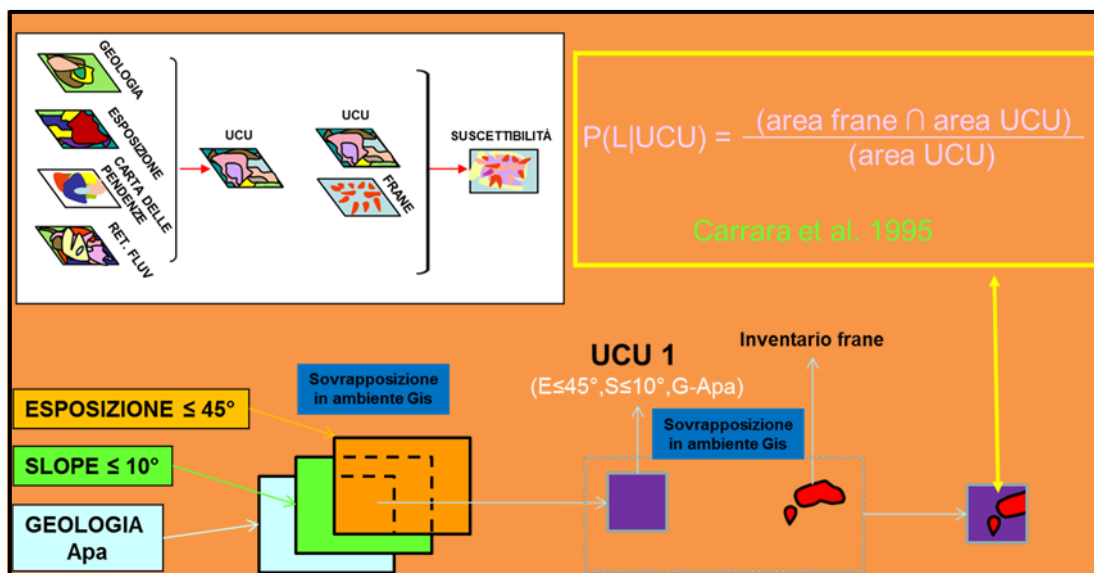 GEOLOGIA
ESPOSIZIONE
CARTA DELLE
PENDENZE
RET. FLUV
UCU
UCU
FRANE
SUSCETTIBILITÀ
P(L|UCU) = (area frane ∩ area UCU)
(area UCU)
Carrara et al. 1995
ESPOSIZIONE ≤ 45°
SLOPE ≤ 10°
GEOLOGIA
Apa
Sovrapposizione
in ambiente Gis
UCU 1
(E≤45°,S≤10°,G-Apa)
Sovrapposizione
in ambiente Gis
Inventario frane